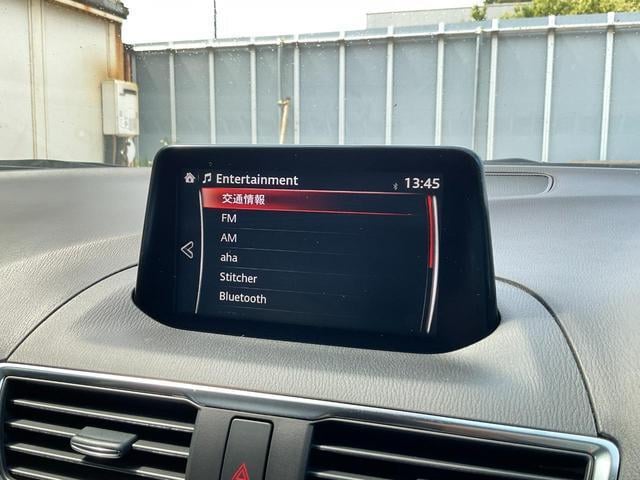 Entertainment 13:45
交通情報
FM
AM
aha
Stitcher
Bluetooth